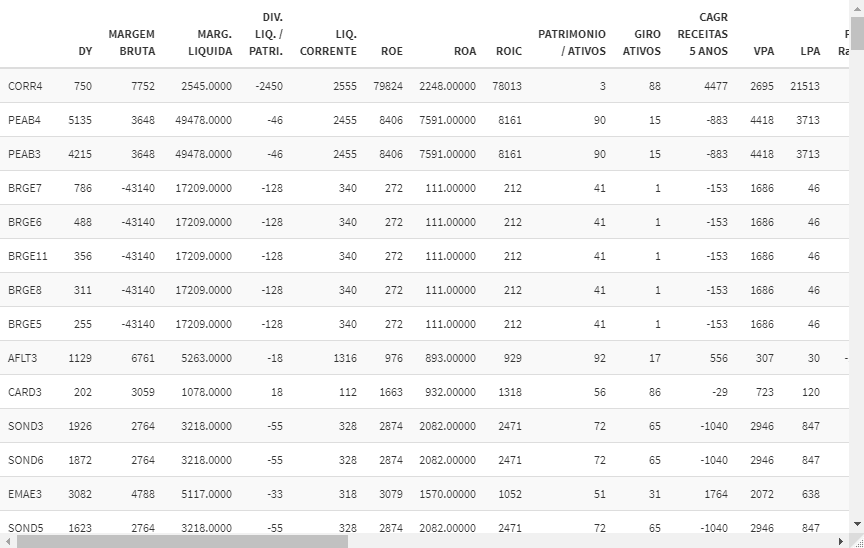 DY MARGEM BRUTA MARG. LIQUIDA DIV. LIQ. / PATRI. LIQ. CORRENTE ROE ROA ROIC PATRIMONIO / ATIVOS GIRO ATIVOS CAGR RECEITAS 5 ANOS VPA LPA
CORR4 750 7752 2545.0000 -2450 2555 79824 2248.00000 78013 3 88 4477 2695 21513
PEAB4 5135 3648 49478.0000 -46 2455 8406 7591.00000 8161 90 15 -883 4418 3713
PEAB3 4215 3648 49478.0000 -46 2455 8406 7591.00000 8161 90 15 -883 4418 3713
BRGE7 786 -43140 17209.0000 -128 340 272 111.00000 212 41 1 -153 1686 46
BRGE6 488 -43140 17209.0000 -128 340 272 111.00000 212 41 1 -153 1686 46
BRGE11 356 -43140 17209.0000 -128 340 272 111.00000 212 41 1 -153 1686 46
BRGE8 311 -43140 17209.0000 -128 340 272 111.00000 212 41 1 -153 1686 46
BRGE5 255 -43140 17209.0000 -128 340 272 111.00000 212 41 1 -153 1686 46
AFLT3 1129 6761 5263.0000 -18 1316 976 893.00000 929 92 17 556 307 30
CARD3 202 3059 1078.0000 18 112 1663 932.00000 1318 56 86 -29 723 120
SOND3 1926 2764 3218.0000 -55 328 2874 2082.00000 2471 72 65 -1040 2946 847
SOND6 1872 2764 3218.0000 -55 328 2874 2082.00000 2471 72 65 -1040 2946 847
EMAE3 3082 4788 5117.0000 -33 318 3079 1570.00000 1052 51 31 1764 2072 638
SOND5 1623 2764 3218.0000 -55 328 2874 2082.00000 2471 72 65 -1040 2946 847